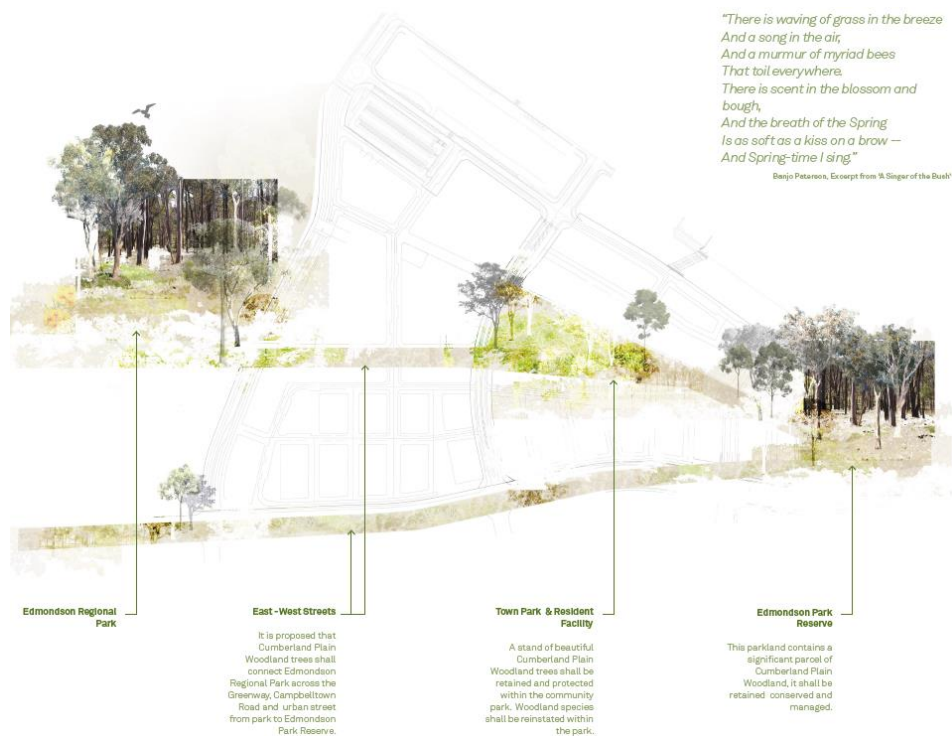 “There is waving of grass in the breeze
And a song in the air,
And a murmur of myriad bees
That toil everywhere.
There is scent in the blossom and
bough,
And the breath of the Spring
Is as soft as a kiss on a brow —
And Spring-time I sing.”
Banjo Paterson, Excerpt from ‘A Singer of the Bush’
Edmondson Regional
Park
East - West Streets
It is proposed that
Cumberland Plain
Woodland trees shall
connect Edmondson
Regional Park across the
Greenway, Campbelltown
Road and urban street
from park to Edmondson
Park Reserve.
Town Park & Resident
Facility
A stand of beautiful
Cumberland Plain
Woodland trees shall be
retained and protected
within the community
park. Woodland species
shall be reinstated within
the park.
Edmondson Park
Reserve
This parkland contains a
significant parcel of
Cumberland Plain
Woodland, it shall be
retained conserved and
managed.